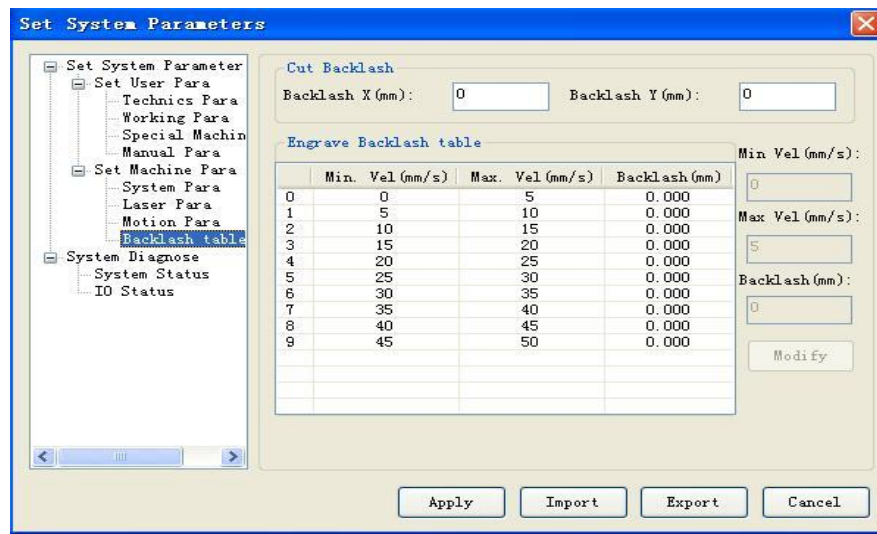 Set System Parameters
Set System Parameter
Set User Para
Technics Para
Working Para
Special Machin
Manual Para
Set Machine Para
System Para
Laser Para
Motion Para
Backlash table
System Diagnose
System Status
IO Status
Cut Backlash
Backlash X(mm): 0 Backlash Y(mm): 0
Engrave Backlash table
Min. Vel(mm/s) Max. Vel(mm/s) Backlash(mm)
0 0 5 0.000
1 5 10 0.000
2 10 15 0.000
3 15 20 0.000
4 20 25 0.000
5 25 30 0.000
6 30 35 0.000
7 35 40 0.000
8 40 45 0.000
9 45 50 0.000
Min Vel(mm/s):
0
Max Vel(mm/s):
5
Backlash(mm):
0
Modify
Apply Import Export Cancel